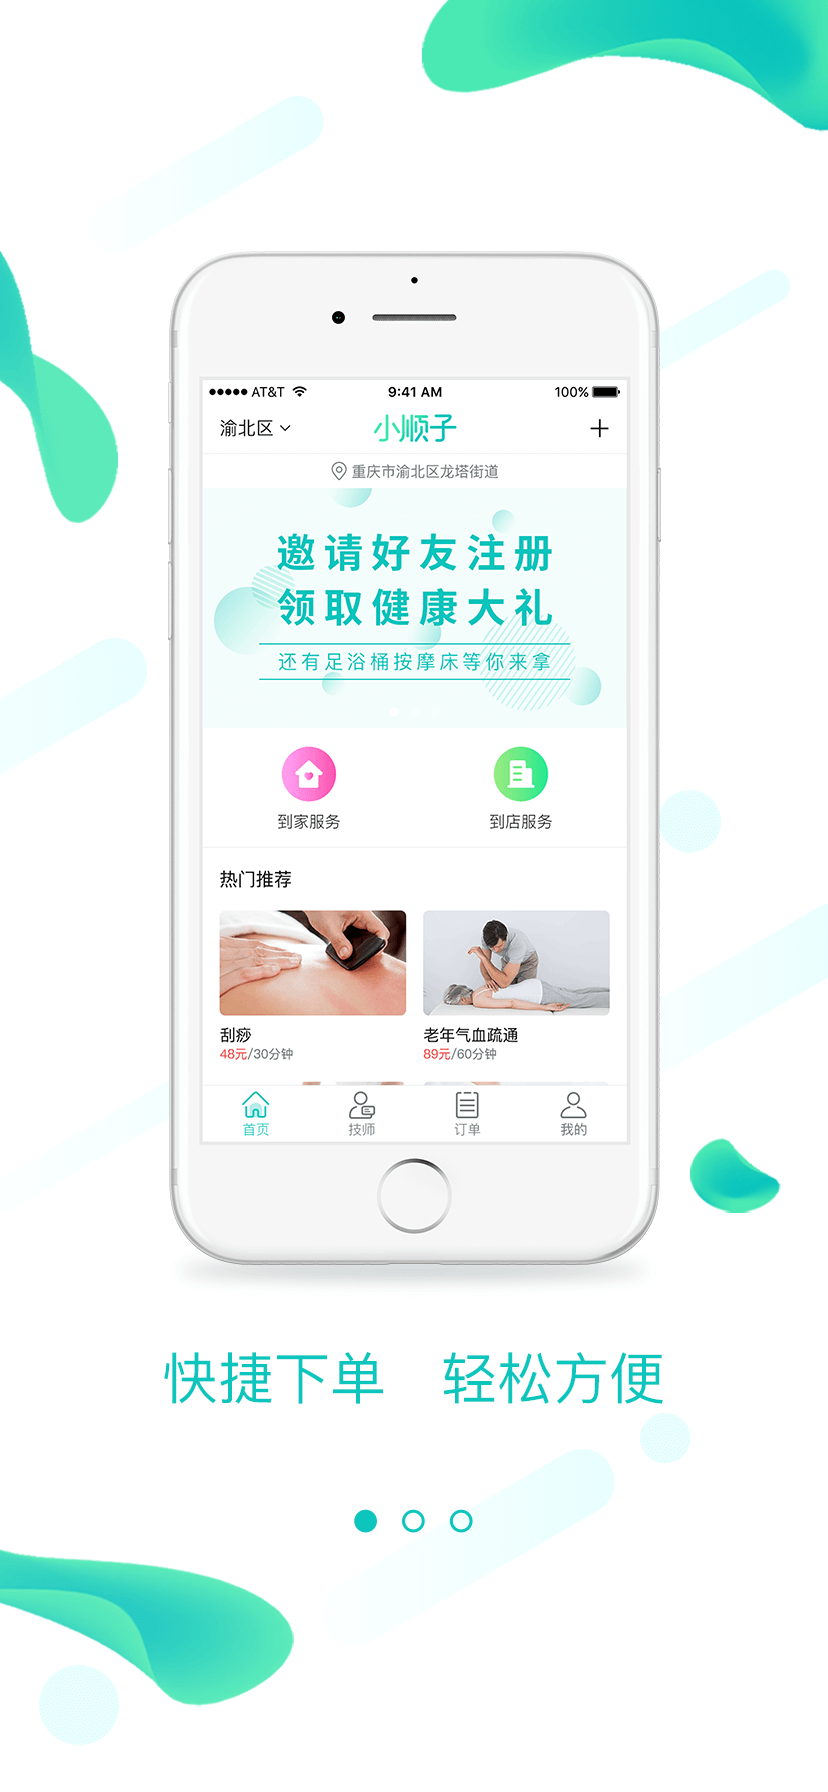 AT&T 9:41 AM 100%
渝北区 小顺子
重庆市渝北区龙塔街道
邀请好友注册
领取健康大礼
还有足浴桶按摩床等你来拿
到家服务 到店服务
热门推荐
刮痧 老年气血疏通
48元/30分钟 89元/60分钟
首页 技师 订单 我的
快捷下单 轻松方便